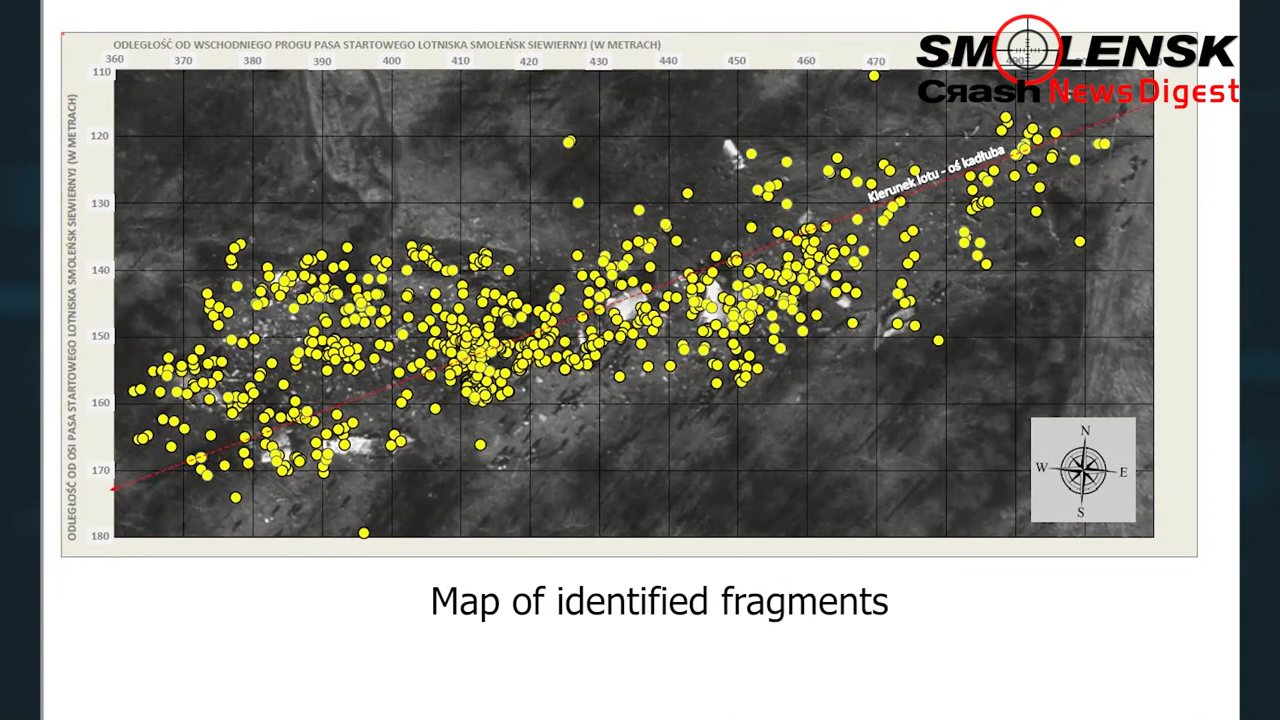 ODLEGŁOŚĆ OD WSCHODNIEGO PROGU PASA STARTOWEGO LOTNISKA SMOLEŃSK SIEWIERNYJ (W METRACH)
SMOLENSK
Crash News Digest
360 370 380 390 400 410 420 430 440 450 460 470
110
120
130
140
150
160
170
180
ODLEGŁOŚĆ OD OSI PASA STARTOWEGO LOTNISKA SMOLEŃSK SIEWIERNYJ (W METRACH)
Kierunek lotu - oś kadłuba
N
W E
S
Map of identified fragments